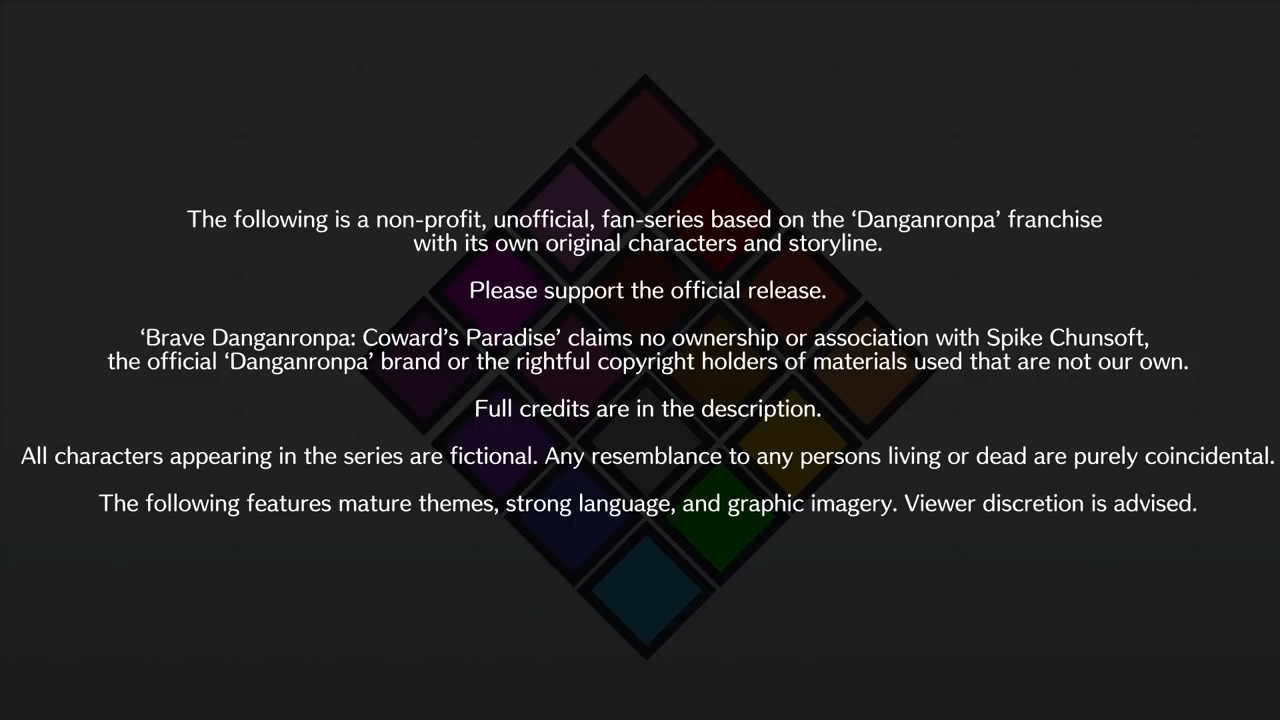 The following is a non-profit, unofficial, fan-series based on the ‘Danganronpa’ franchise
with its own original characters and storyline.
Please support the official release.
‘Brave Danganronpa: Coward’s Paradise’ claims no ownership or association with Spike Chunsoft,
the official ‘Danganronpa’ brand or the rightful copyright holders of materials used that are not our own.
Full credits are in the description.
All characters appearing in the series are fictional. Any resemblance to any persons living or dead are purely coincidental.
The following features mature themes, strong language, and graphic imagery. Viewer discretion is advised.